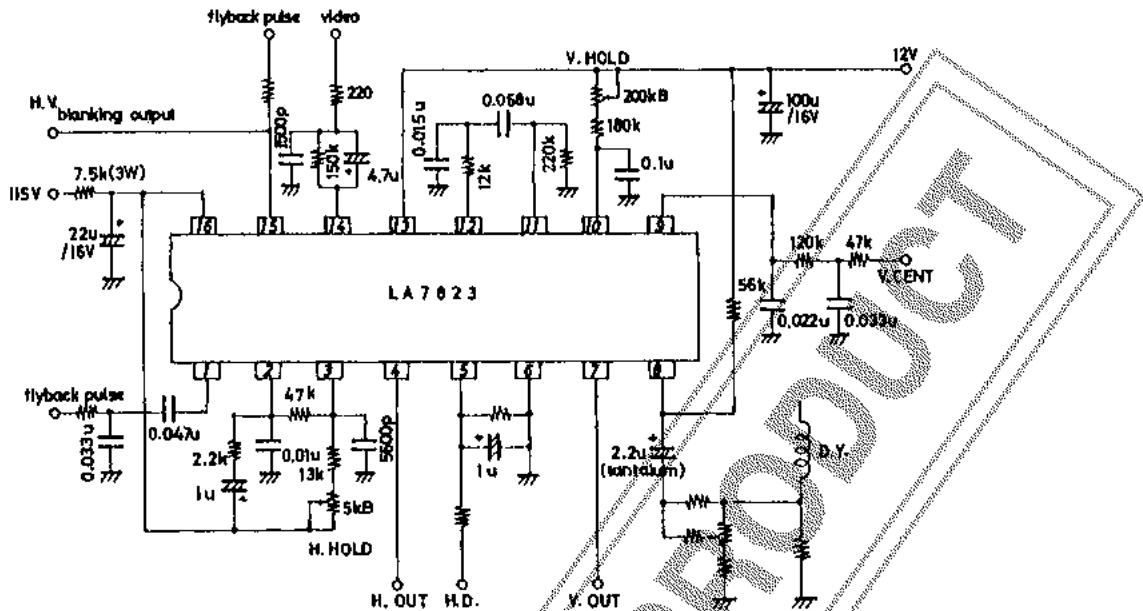 flyback pulse
video
V. HOLD
12V
H.V.
blanking output
220
200kB
100u
/16V
1500p
150k
4.7u
0.015u
0.068u
12k
220k
180k
0.1u
7.5k(3W)
115V
22u
/16V
16
15
14
13
12
11
10
9
120k
47k
V.CENT
LA7823
56k
0.022u
0.033u
1
2
3
4
5
6
7
8
flyback pulse
0.033u
0.047u
47k
2.2k
0.01u
13k
5600p
1u
1u
5kB
H. HOLD
2.2u
(tantalum)
D.Y.
H. OUT
H.D.
V. OUT
PRODUCT